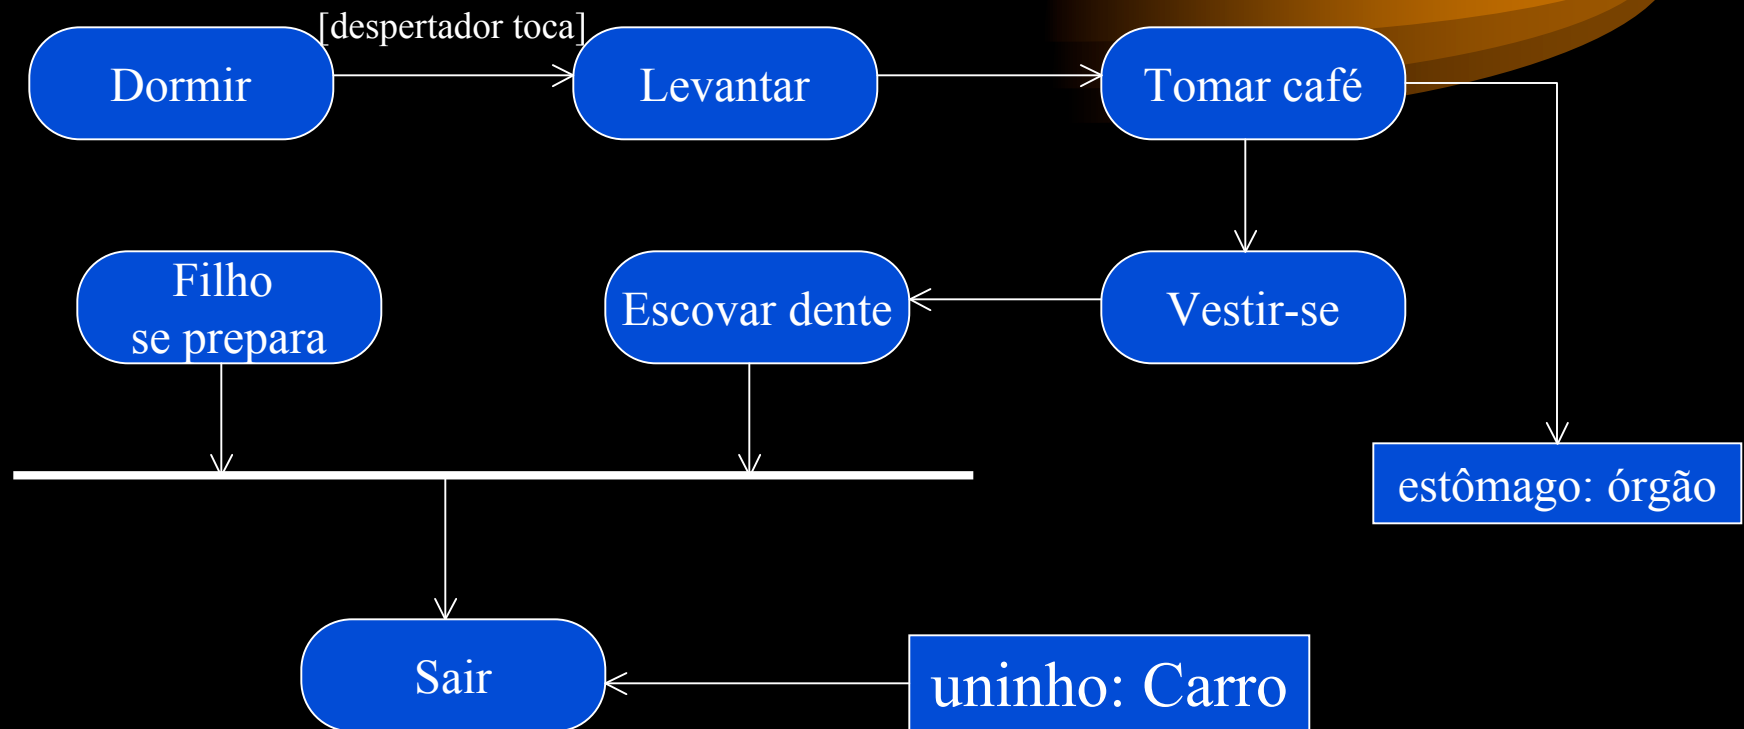 [despertador toca]
Dormir
Levantar
Tomar café
Filho
se prepara
Escovar dente
Vestir-se
estômago: órgão
Sair
uninho: Carro